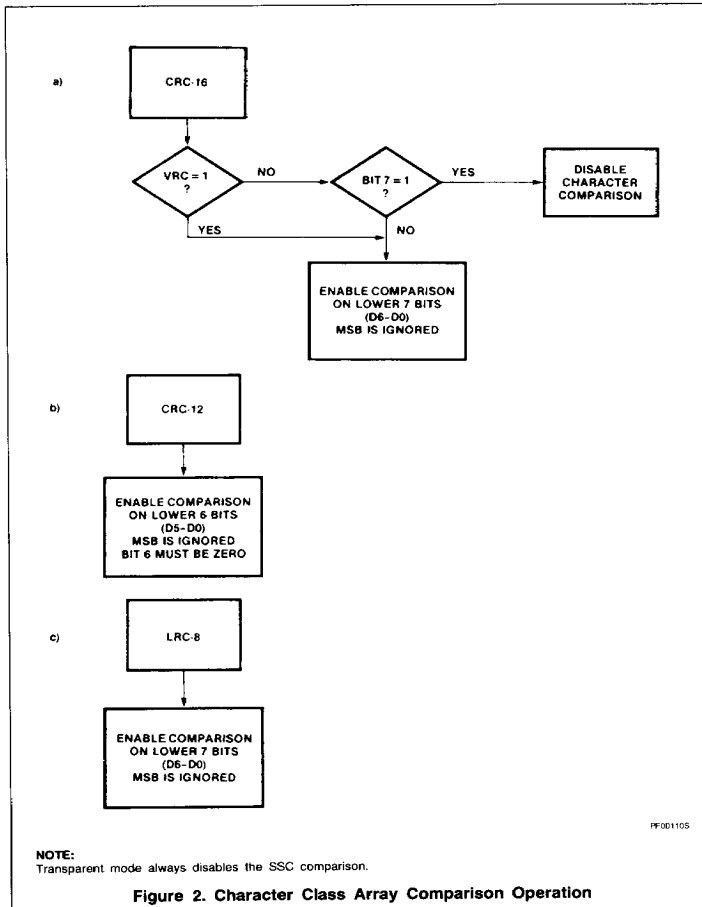 a)
CRC-16
VRC = 1
?
NO
BIT 7 = 1
?
YES
DISABLE
CHARACTER
COMPARISON
YES
NO
ENABLE COMPARISON
ON LOWER 7 BITS
(D6-D0)
MSB IS IGNORED
b)
CRC-12
ENABLE COMPARISON
ON LOWER 6 BITS
(D5-D0)
MSB IS IGNORED
BIT 6 MUST BE ZERO
c)
LRC-8
ENABLE COMPARISON
ON LOWER 7 BITS
(D6-D0)
MSB IS IGNORED
PF00110S
NOTE:
Transparent mode always disables the SSC comparison.
Figure 2. Character Class Array Comparison Operation